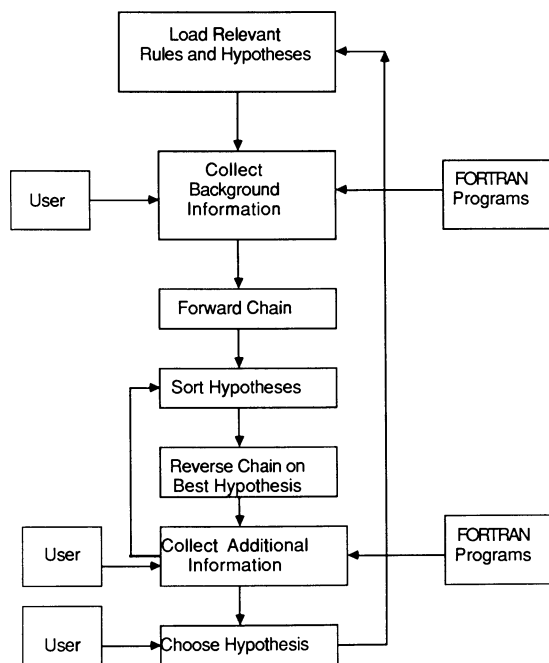 Load Relevant
Rules and Hypotheses
Collect
Background
Information
User
FORTRAN
Programs
Forward Chain
Sort Hypotheses
Reverse Chain on
Best Hypothesis
User
Collect Additional
Information
FORTRAN
Programs
User
Choose Hypothesis